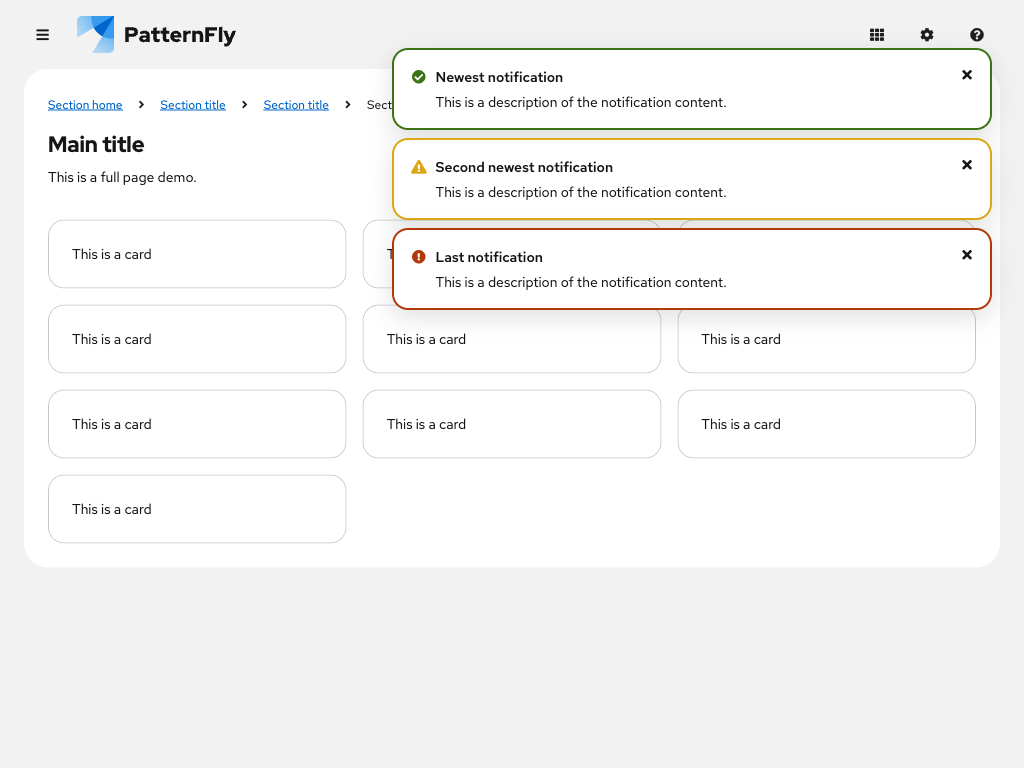 PatternFly
Newest notification
This is a description of the notification content.
Section home Section title Section title
Second newest notification
This is a description of the notification content.
Main title
This is a full page demo.
Last notification
This is a description of the notification content.
This is a card
This is a card This is a card This is a card
This is a card This is a card This is a card
This is a card